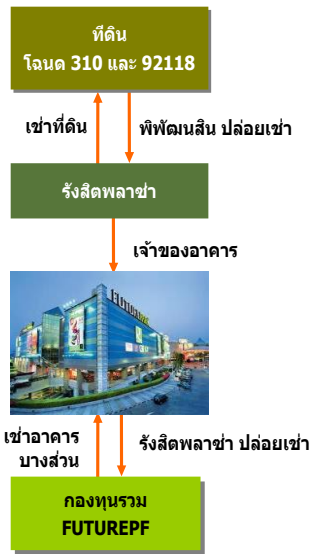 ที่ดิน
โฉนด 310 และ 92118
เช่าที่ดิน
พิพัฒนสิน ปล่อยเช่า
รังสิตพลาซ่า
เจ้าของอาคาร
FUTURE
เช่าอาคาร
บางส่วน
รังสิตพลาซ่า ปล่อยเช่า
กองทุนรวม
FUTUREPF